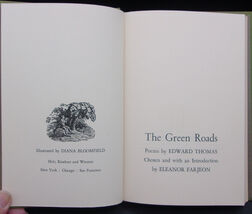 Illustrated by DIANA BLOOMFIELD
Holt, Rinehart and Winston
New York · Chicago · San Francisco
The Green Roads
Poems by EDWARD THOMAS
Chosen and with an Introduction
by ELEANOR FARJEON